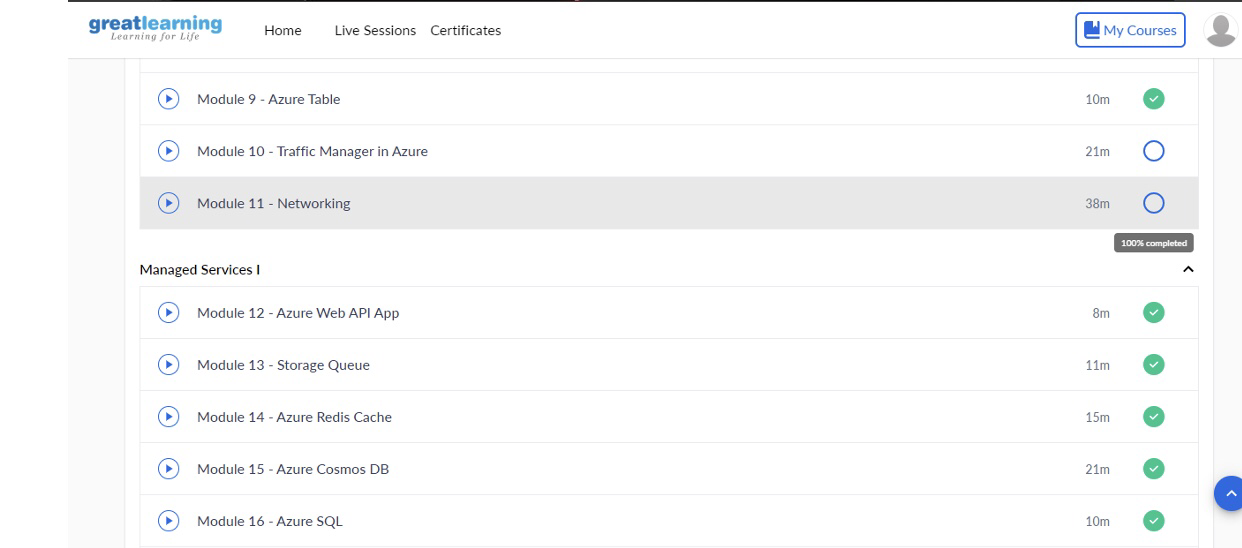 greatlearning
Learning for Life
Home Live Sessions Certificates
My Courses
Module 9 - Azure Table 10m
Module 10 - Traffic Manager in Azure 21m
Module 11 - Networking 38m
100% completed
Managed Services I
Module 12 - Azure Web API App 8m
Module 13 - Storage Queue 11m
Module 14 - Azure Redis Cache 15m
Module 15 - Azure Cosmos DB 21m
Module 16 - Azure SQL 10m